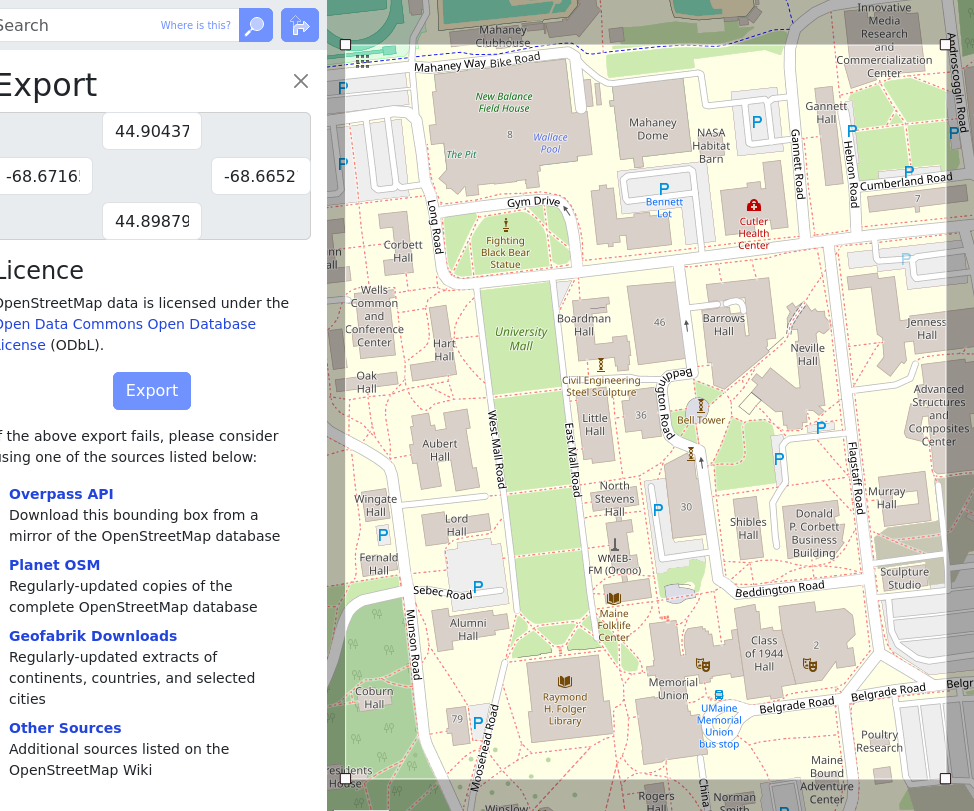 Search
Where is this?
Export
44.90437
-68.6716
-68.6652
44.89879
Licence
OpenStreetMap data is licensed under the
Open Data Commons Open Database
License (ODbL).
Export
If the above export fails, please consider
using one of the sources listed below:
Overpass API
Download this bounding box from a
mirror of the OpenStreetMap database
Planet OSM
Regularly-updated copies of the
complete OpenStreetMap database
Geofabrik Downloads
Regularly-updated extracts of
continents, countries, and selected
cities
Other Sources
Additional sources listed on the
OpenStreetMap Wiki
Mahaney
Clubhouse
Innovative
Media
Research
and
Commercialization
Center
Androscoggin Road
Mahaney Way Bike Road
P
New Balance
Field House
8
Wallace
Pool
The Pit
Mahaney
Dome
P
NASA
Habitat
Barn
Gannett
Hall
P
P
P
P
Gannett Road
Hebron Road
Cumberland Road
P
7
P
Bennett
Lot
Cutler
Health
Center
Long Road
Gym Drive
Fighting
Black Bear
Statue
Corbett
Hall
nn
all
P
Wells
Common
and
Conference
Center
University
Mall
Boardman
Hall
46
Barrows
Hall
Jenness
Hall
Hart
Hall
Neville
Hall
Oak
Hall
Civil Engineering
Steel Sculpture
Beddington Road
Advanced
Structures
and
Composites
Center
Little
Hall
36
Bell Tower
P
West Mall Road
East Mall Road
Aubert
Hall
P
Flagstaff Road
Wingate
Hall
North
Stevens
Hall
P
30
Murray
Hall
Lord
Hall
Shibles
Hall
Donald
P. Corbett
Business
Building
P
Fernald
Hall
WMEB-
FM (Orono)
Sculpture
Studio
P
Sebec Road
Beddington Road
Maine
Folklife
Center
Alumni
Hall
Munson Road
Class
of 1944
Hall
2
Coburn
Hall
Raymond
H. Fogler
Library
Memorial
Union
Belgrade Road
Belgrade Road
Belgr
UMaine
Memorial
Union
bus stop
79
P
Moosehead Road
Poultry
Research
Maine
Bound
Adventure
Center
residents
House
Winslow
Rogers
Hall
China
Norman
Smith
P